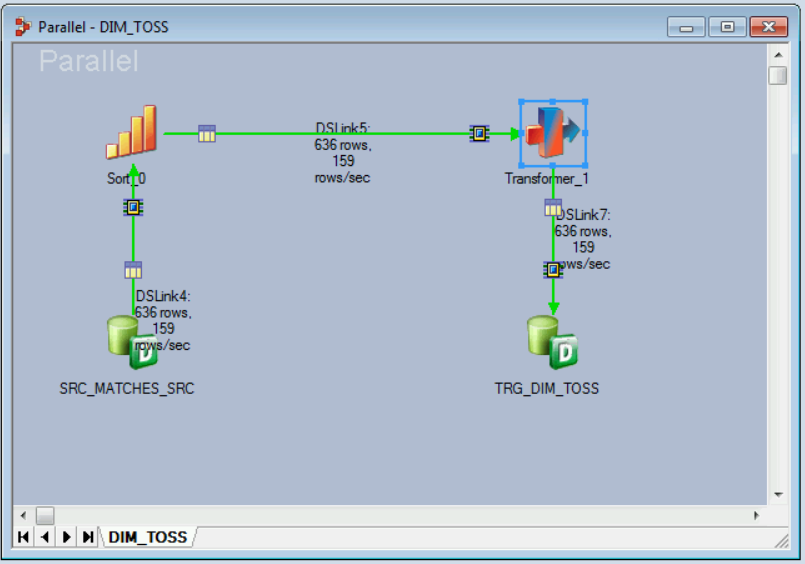 Parallel - DIM_TOSS
Parallel
DSLink5:
636 rows,
159
rows/sec
Sort_0
Transformer_1
DSLink7:
636 rows,
159
rows/sec
DSLink4:
636 rows,
159
rows/sec
D
D
SRC_MATCHES_SRC
TRG_DIM_TOSS
DIM_TOSS